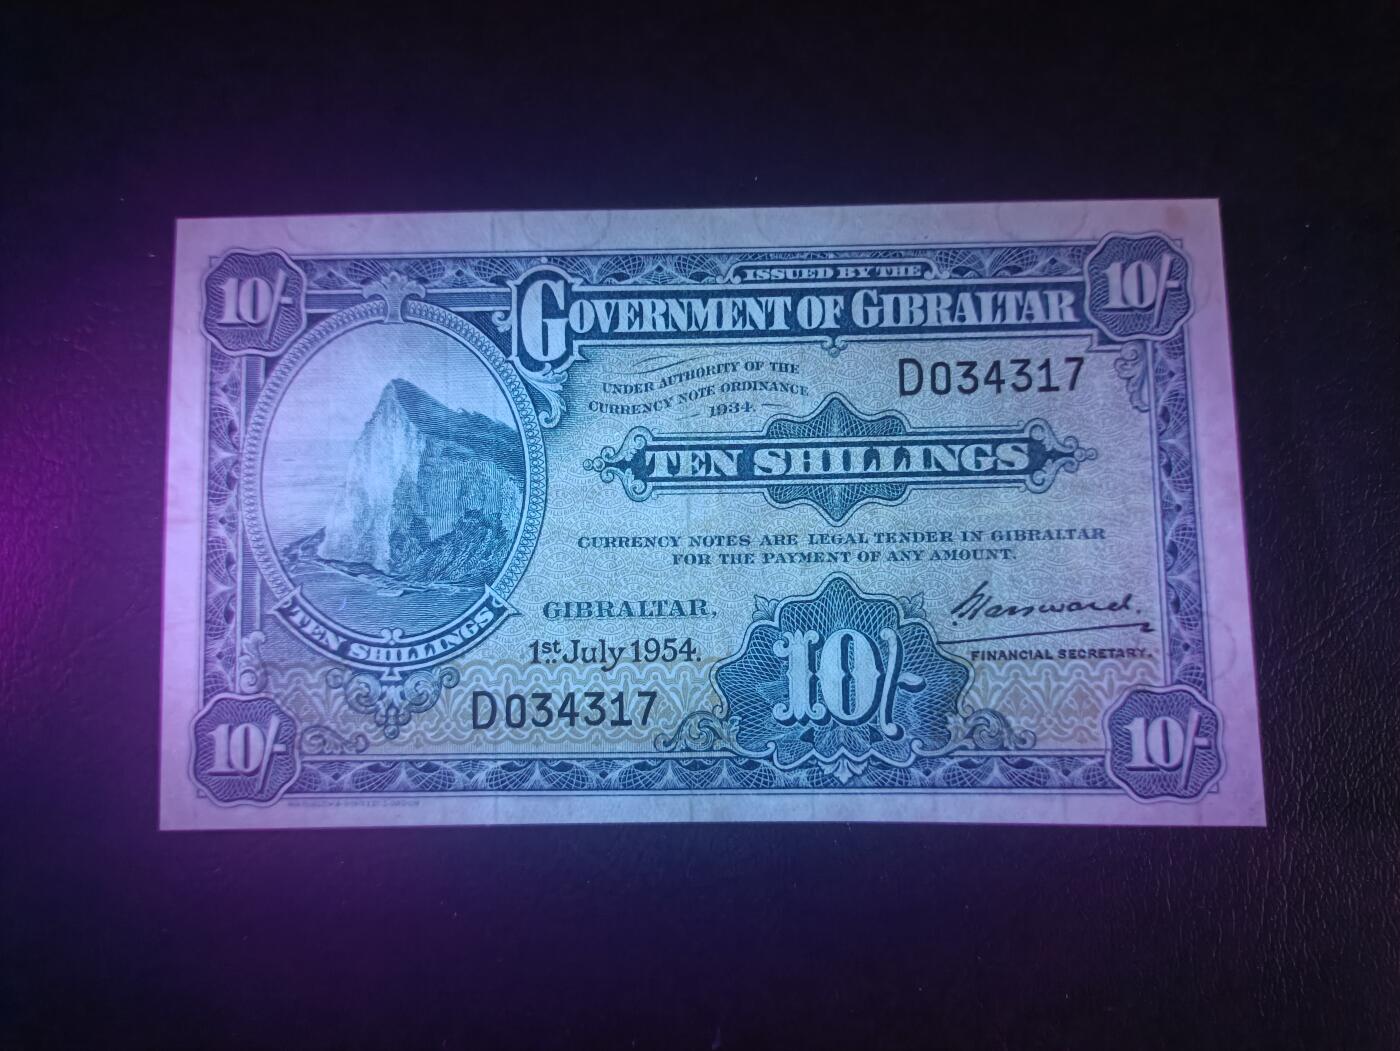 ISSUED BY THE
GOVERNMENT OF GIBRALTAR
10/-
10/-
UNDER AUTHORITY OF THE
CURRENCY NOTE ORDINANCE
1934.
D034317
TEN SHILLINGS
CURRENCY NOTES ARE LEGAL TENDER IN GIBRALTAR
FOR THE PAYMENT OF ANY AMOUNT.
TEN SHILLINGS
GIBRALTAR,
1st. July 1954.
D034317
10/-
FINANCIAL SECRETARY.
10/-
10/-